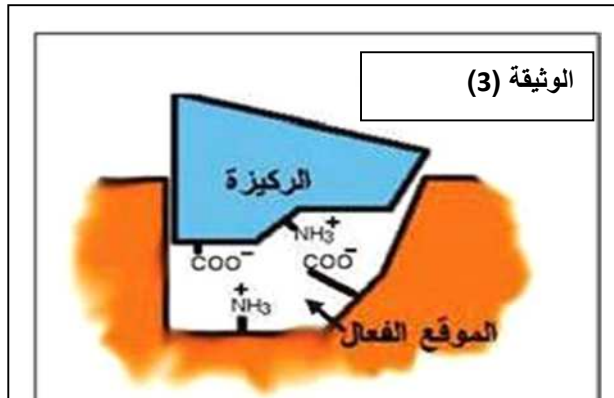 الوثيقة (3)
الركيزة
NH3+
COO-
COO-
+
NH3
الموقع الفعال